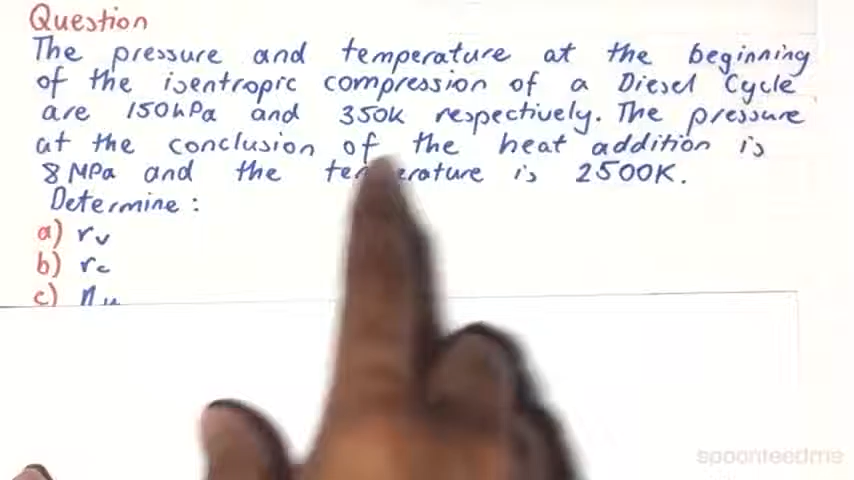 Question
The pressure and temperature at the beginning
of the isentropic compression of a Diesel Cycle
are 150kPa and 350K respectively. The pressure
at the conclusion of the heat addition is
8 MPa and the is 2500K.
Determine :
a) rv
b) rc
c)
spoonfeedme